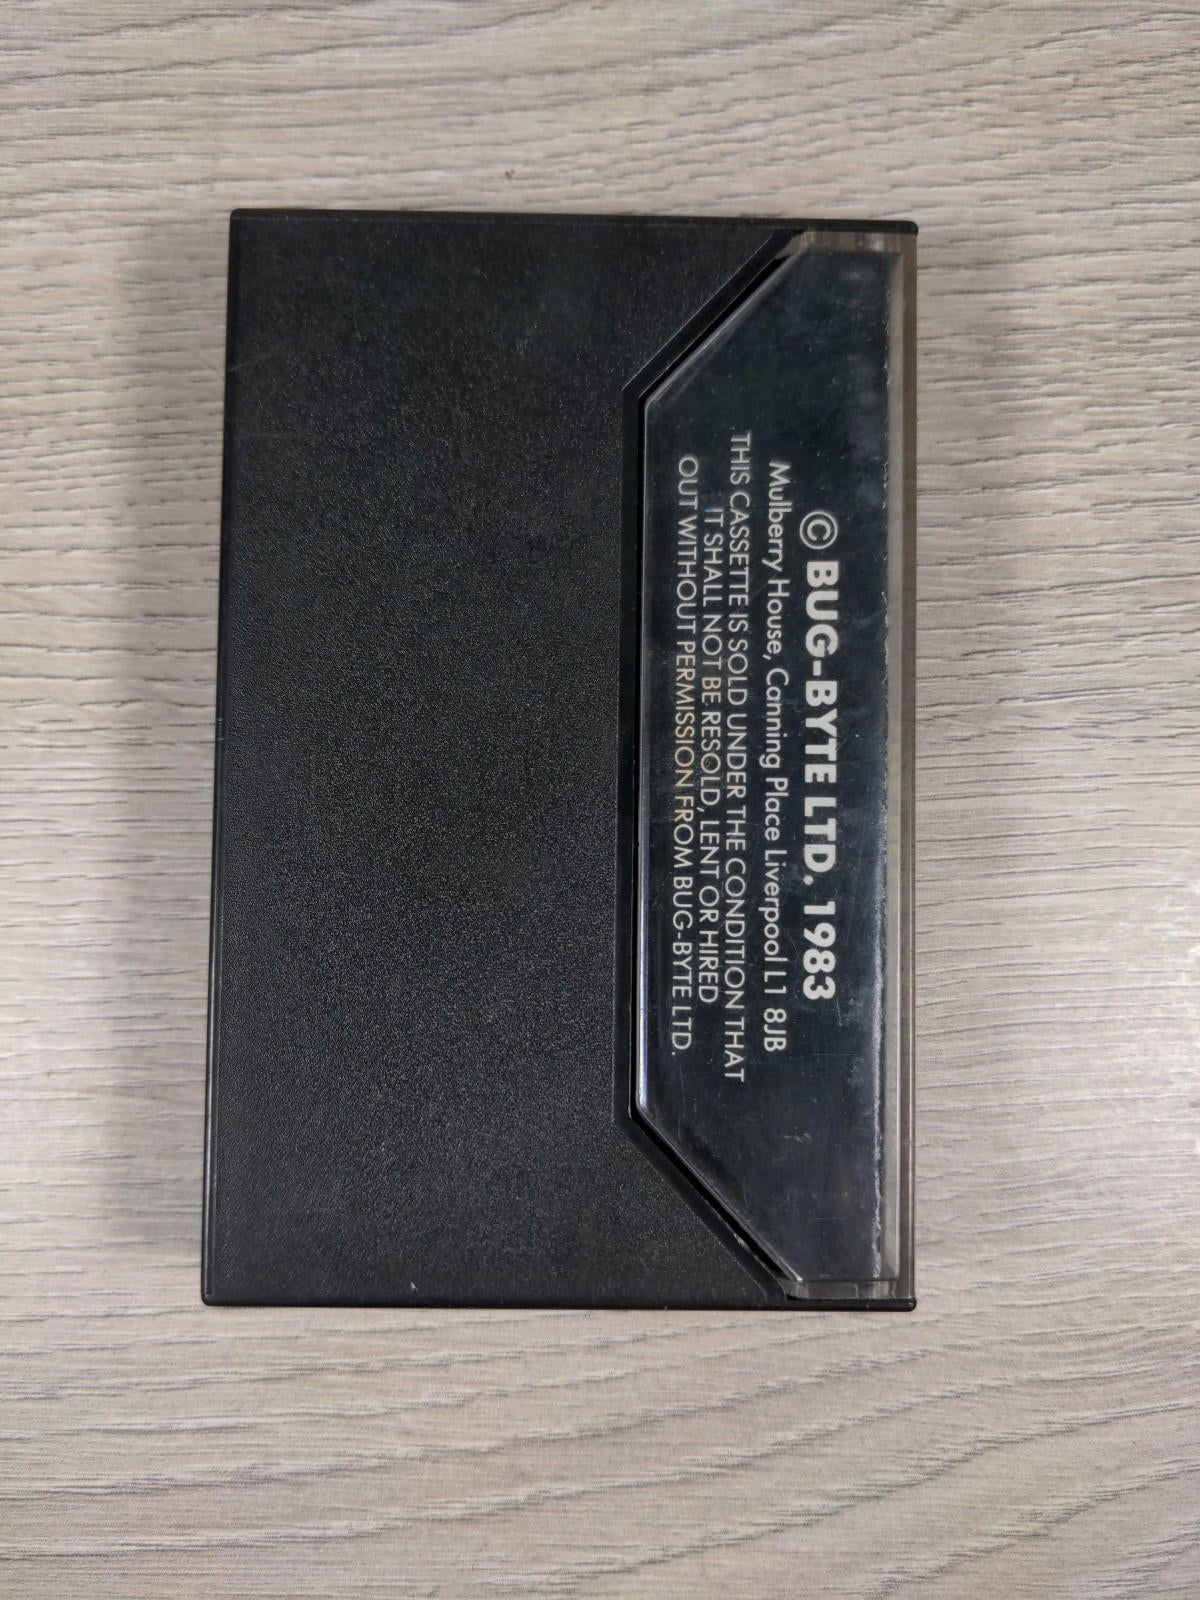 © BUG-BYTE LTD. 1983
Mulberry House, Canning Place Liverpool L1 8JB
THIS CASSETTE IS SOLD UNDER THE CONDITION THAT
IT SHALL NOT BE RESOLD, LENT OR HIRED
OUT WITHOUT PERMISSION FROM BUG-BYTE LTD.